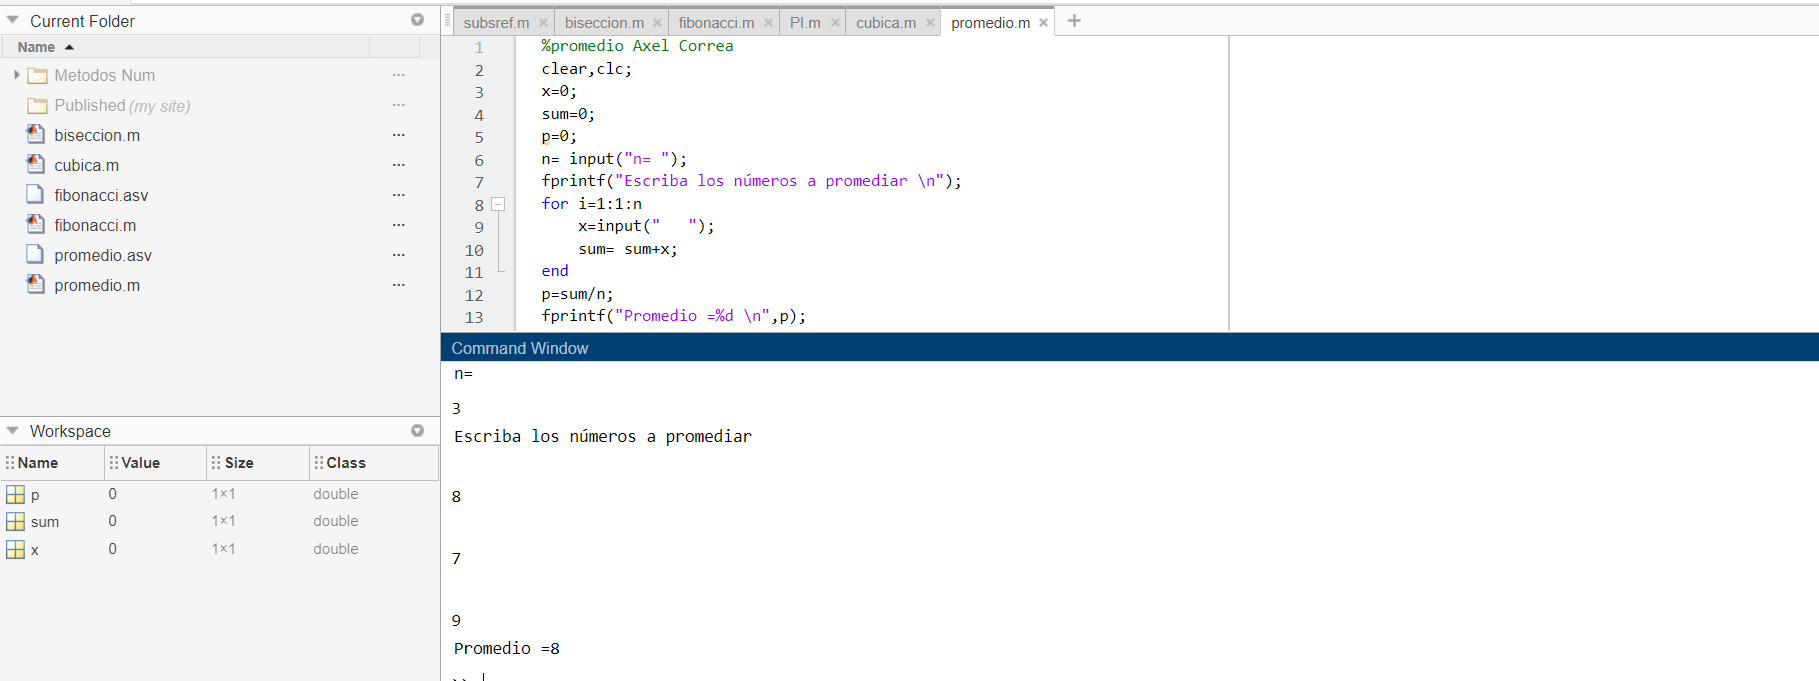 Current Folder
Name
Metodos Num
Published (my site)
biseccion.m
cubica.m
fibonacci.asv
fibonacci.m
promedio.asv
promedio.m
Workspace
Name Value Size Class
p 0 1×1 double
sum 0 1×1 double
x 0 1×1 double
subsref.m × biseccion.m × fibonacci.m × PI.m × cubica.m × promedio.m × +
1 %promedio Axel Correa
2 clear,clc;
3 x=0;
4 sum=0;
5 p=0;
6 n= input("n= ");
7 fprintf("Escriba los números a promediar \n");
8 for i=1:1:n
9 x=input("   ");
10 sum= sum+x;
11 end
12 p=sum/n;
13 fprintf("Promedio =%d \n",p);
Command Window
n=
3
Escriba los números a promediar
8
7
9
Promedio =8
>>